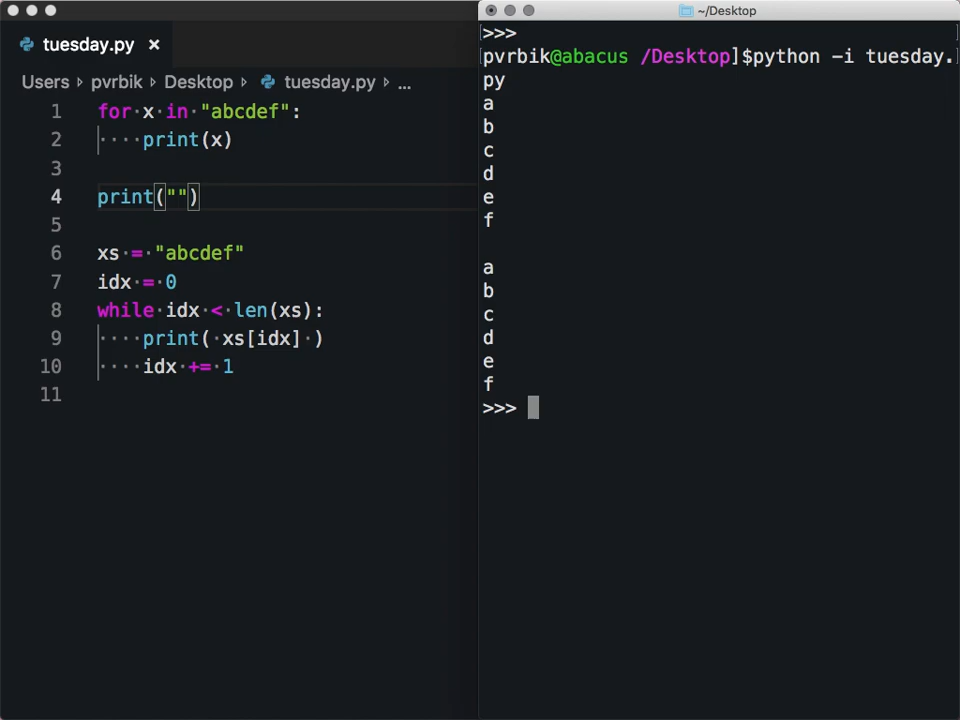 tuesday.py ×
Users › pvrbik › Desktop › tuesday.py › ...
1 for·x·in·"abcdef":
2 ····print(x)
3
4 print("")
5
6 xs·=·"abcdef"
7 idx·=·0
8 while·idx·<·len(xs):
9 ····print(·xs[idx]·)
10 ····idx·+=·1
11
~/Desktop
[>>> ]
[pvrbik@abacus /Desktop]$python -i tuesday.]
py
a
b
c
d
e
f
a
b
c
d
e
f
>>>